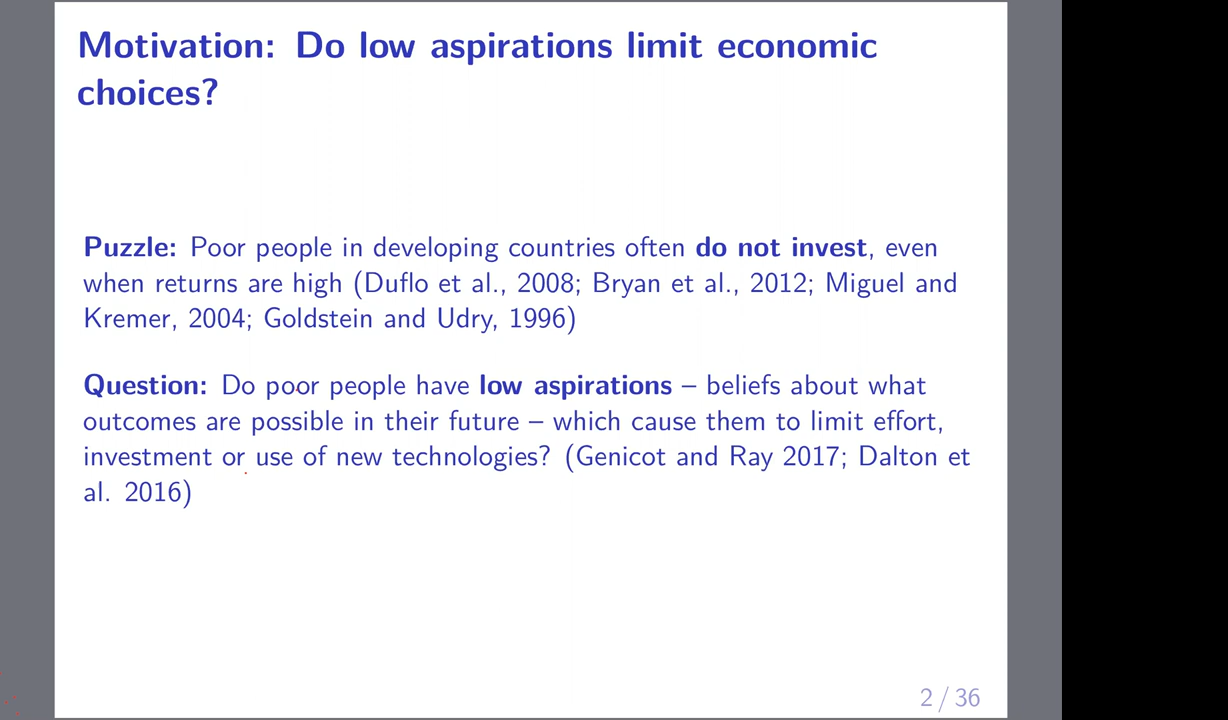 Motivation: Do low aspirations limit economic
choices?
Puzzle: Poor people in developing countries often do not invest, even
when returns are high (Duflo et al., 2008; Bryan et al., 2012; Miguel and
Kremer, 2004; Goldstein and Udry, 1996)
Question: Do poor people have low aspirations – beliefs about what
outcomes are possible in their future – which cause them to limit effort,
investment or use of new technologies? (Genicot and Ray 2017; Dalton et
al. 2016)
2 / 36